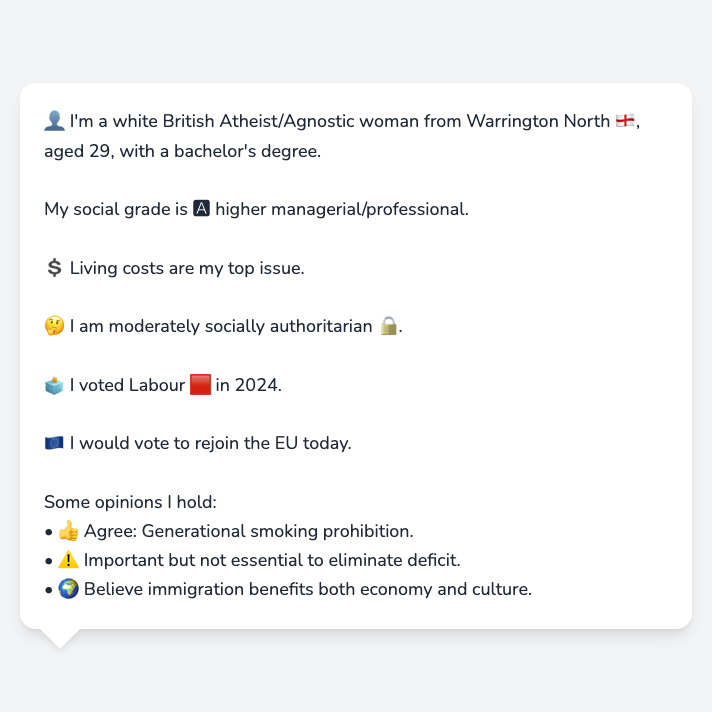 👤 I'm a white British Atheist/Agnostic woman from Warrington North 🏴󠁧󠁢󠁥󠁮󠁧󠁿,
aged 29, with a bachelor's degree.
My social grade is 🅰 higher managerial/professional.
💲 Living costs are my top issue.
🤔 I am moderately socially authoritarian 🔒.
🗳️ I voted Labour 🟥 in 2024.
🇪🇺 I would vote to rejoin the EU today.
Some opinions I hold:
• 👍 Agree: Generational smoking prohibition.
• ⚠️ Important but not essential to eliminate deficit.
• 🌍 Believe immigration benefits both economy and culture.